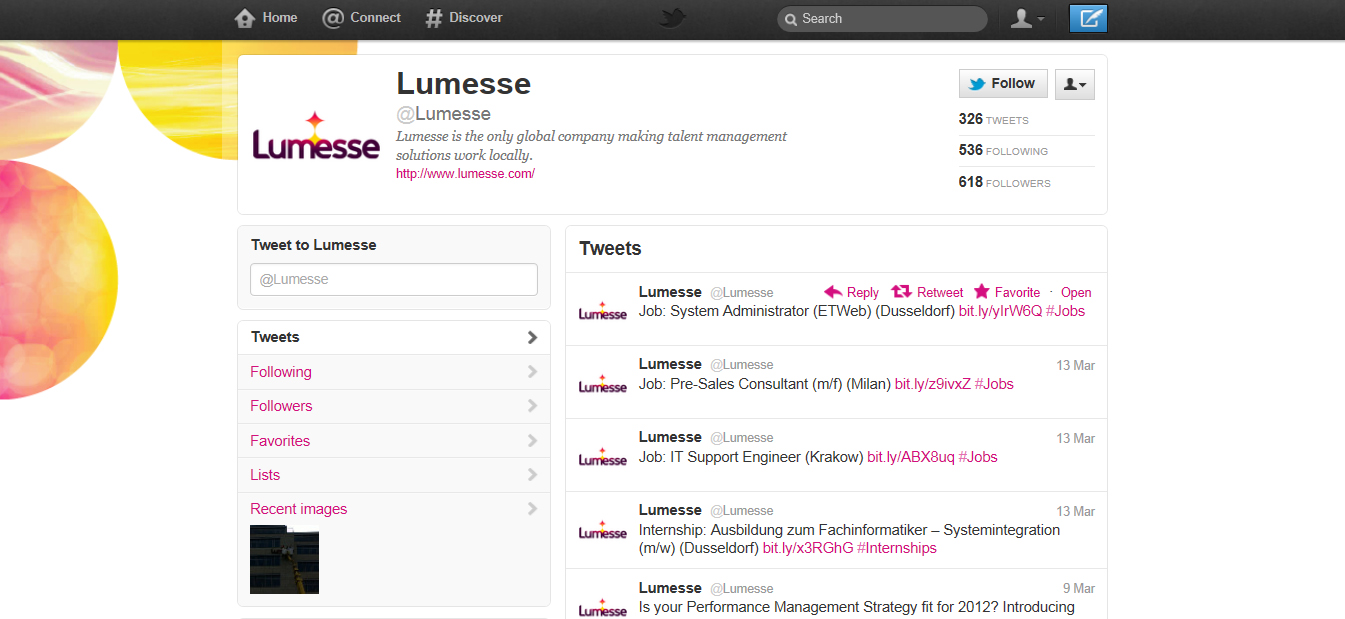 Home
Connect
Discover
Search
Lumesse
Lumesse
@Lumesse
Lumesse is the only global company making talent management
solutions work locally.
http://www.lumesse.com/
Follow
326 TWEETS
536 FOLLOWING
618 FOLLOWERS
Tweet to Lumesse
@Lumesse
Tweets
Following
Followers
Favorites
Lists
Recent images
Tweets
Lumesse
Lumesse @Lumesse Reply Retweet Favorite · Open
Job: System Administrator (ETWeb) (Dusseldorf) bit.ly/yIrW6Q #Jobs
Lumesse
Lumesse @Lumesse 13 Mar
Job: Pre-Sales Consultant (m/f) (Milan) bit.ly/z9ivxZ #Jobs
Lumesse
Lumesse @Lumesse 13 Mar
Job: IT Support Engineer (Krakow) bit.ly/ABX8uq #Jobs
Lumesse
Lumesse @Lumesse 13 Mar
Internship: Ausbildung zum Fachinformatiker – Systemintegration
(m/w) (Dusseldorf) bit.ly/x3RGhG #Internships
Lumesse
Lumesse @Lumesse 9 Mar
Is your Performance Management Strategy fit for 2012? Introducing